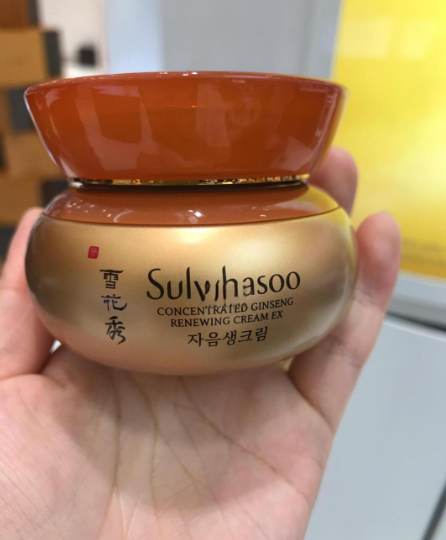 雪花秀
Sulwhasoo
CONCENTRATED GINSENG
RENEWING CREAM EX
자음생크림